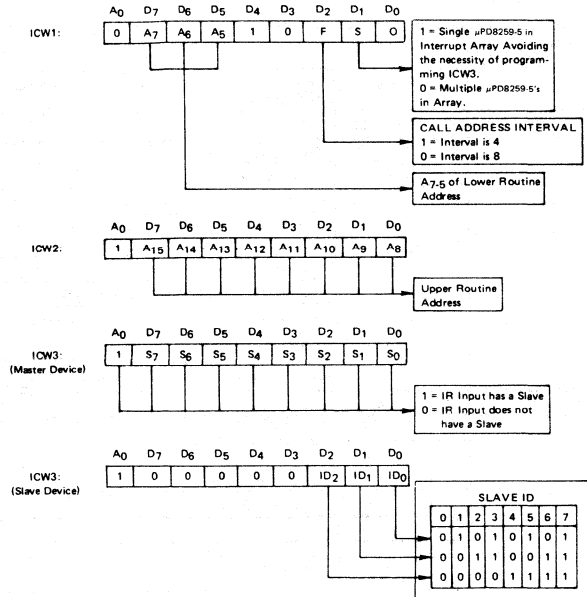 A0 D7 D6 D5 D4 D3 D2 D1 D0
ICW1: 0 A7 A6 A5 1 0 F S O
1 = Single µPD8259-5 in
Interrupt Array Avoiding
the necessity of program-
ming ICW3.
0 = Multiple µPD8259-5's
in Array.
CALL ADDRESS INTERVAL
1 = Interval is 4
0 = Interval is 8
A7-5 of Lower Routine
Address
A0 D7 D6 D5 D4 D3 D2 D1 D0
ICW2: 1 A15 A14 A13 A12 A11 A10 A9 A8
Upper Routine
Address
A0 D7 D6 D5 D4 D3 D2 D1 D0
ICW3: 1 S7 S6 S5 S4 S3 S2 S1 S0
(Master Device)
1 = IR Input has a Slave
0 = IR Input does not
have a Slave
A0 D7 D6 D5 D4 D3 D2 D1 D0
ICW3: 1 0 0 0 0 0 ID2 ID1 ID0
(Slave Device)
SLAVE ID
0 1 2 3 4 5 6 7
0 1 0 1 0 1 0 1
0 0 1 1 0 0 1 1
0 0 0 0 1 1 1 1